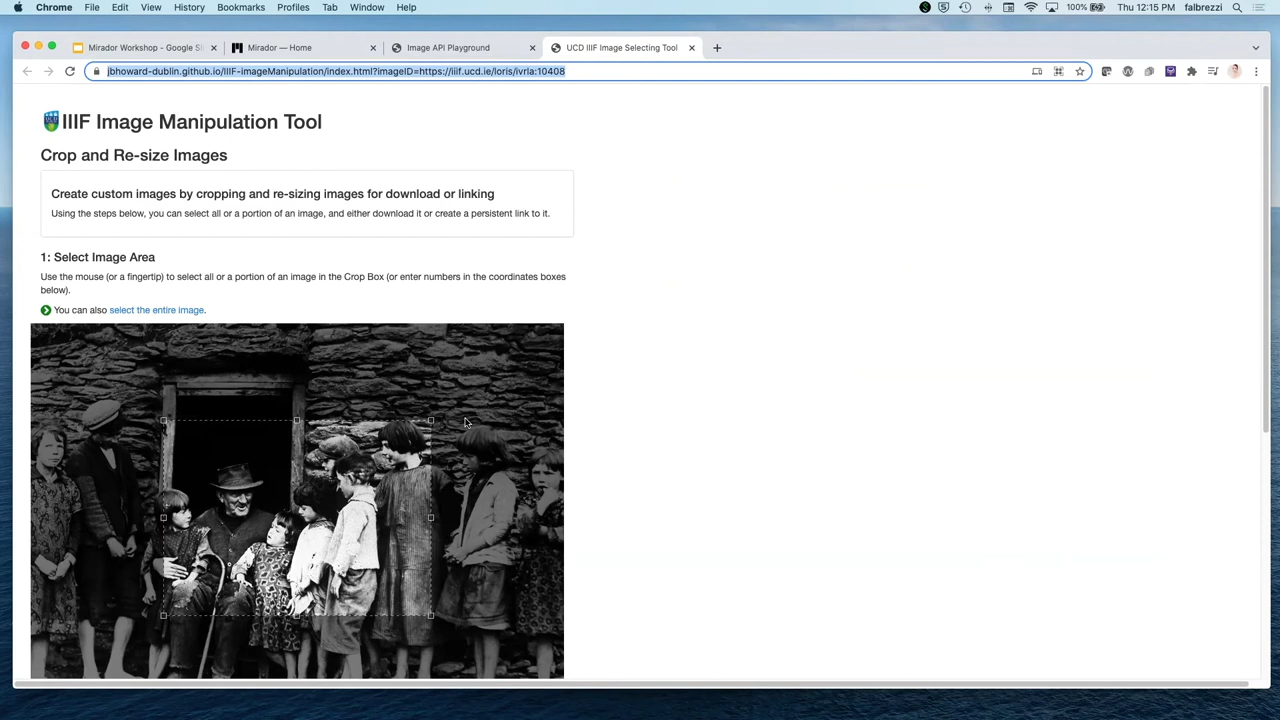 Chrome File Edit View History Bookmarks Profiles Tab Window Help 100% Thu 12:15 PM falbrezzi
Mirador Workshop - Google S Mirador — Home Image API Playground UCD IIIF Image Selecting Tool
jbhoward-dublin.github.io/IIIF-imageManipulation/index.html?imageID=https://iiif.ucd.ie/loris/ivrla:10408
IIIF Image Manipulation Tool
Crop and Re-size Images
Create custom images by cropping and re-sizing images for download or linking
Using the steps below, you can select all or a portion of an image, and either download it or create a persistent link to it.
1: Select Image Area
Use the mouse (or a fingertip) to select all or a portion of an image in the Crop Box (or enter numbers in the coordinates boxes
below).
You can also select the entire image.